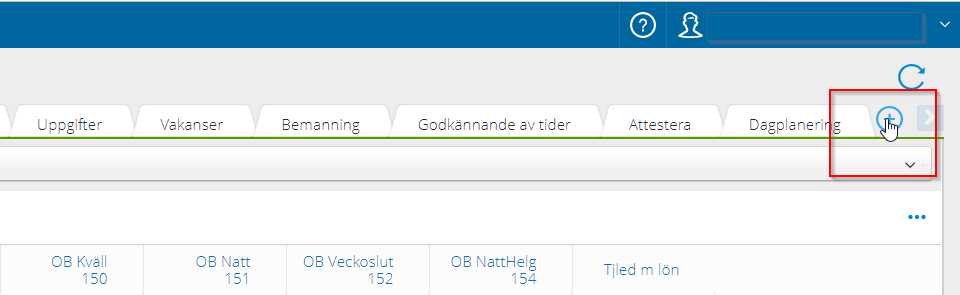 Uppgifter Vakanser Bemanning Godkännande av tider Attestera Dagplanering
OB Kväll OB Natt OB Veckoslut OB NattHelg Tjled m lön
150 151 152 154